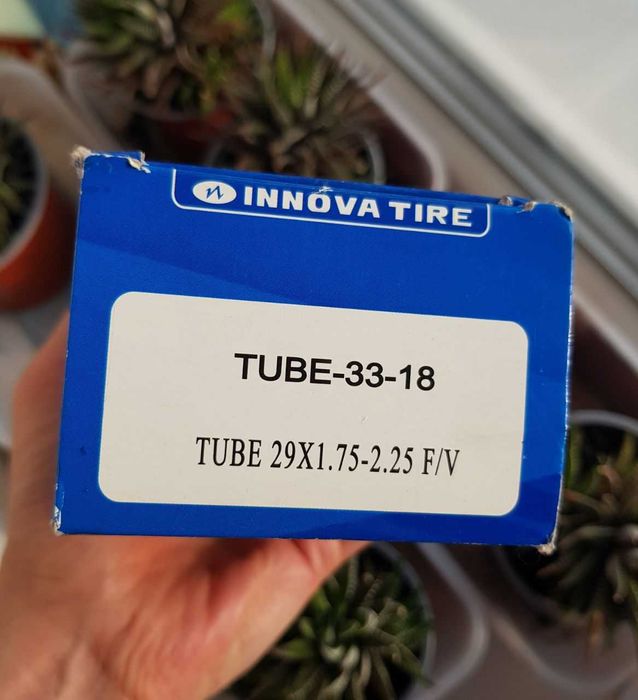 INNOVA TIRE
TUBE-33-18
TUBE 29X1.75-2.25 F/V